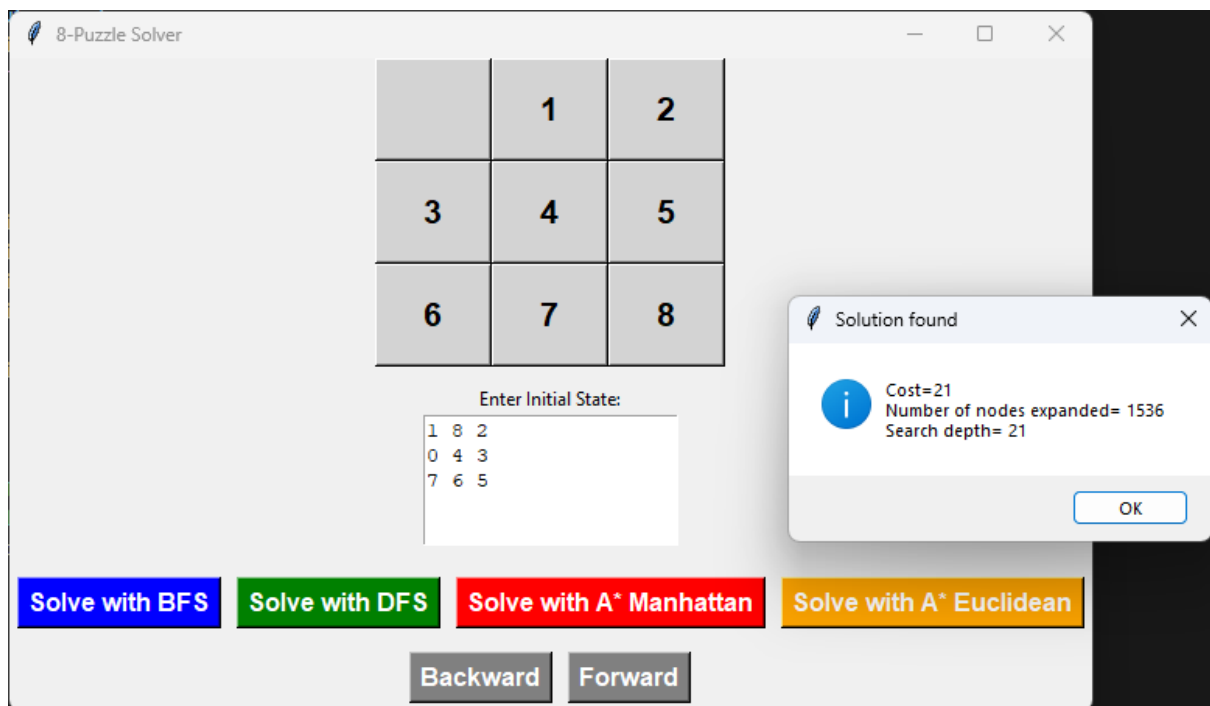 8-Puzzle Solver
1 2
3 4 5
6 7 8
Solution found
Cost=21
Number of nodes expanded= 1536
Search depth= 21
OK
Enter Initial State:
1 8 2
0 4 3
7 6 5
Solve with BFS Solve with DFS Solve with A* Manhattan Solve with A* Euclidean
Backward Forward